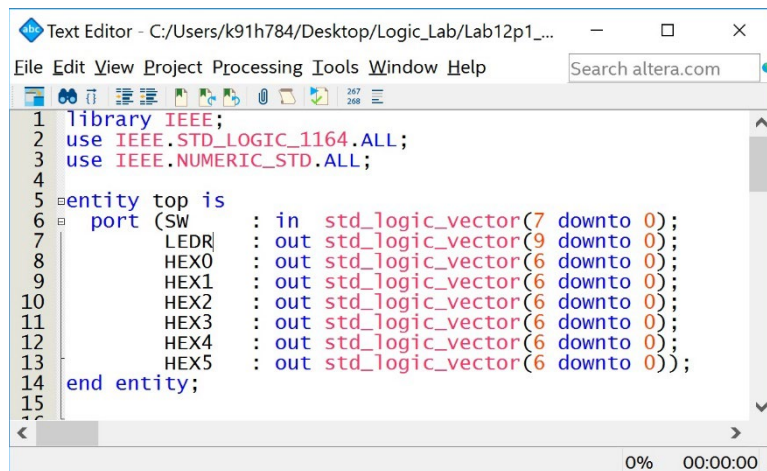 abc Text Editor - C:/Users/k91h784/Desktop/Logic_Lab/Lab12p1_...
File Edit View Project Processing Tools Window Help Search altera.com
267
268
1 library IEEE;
2 use IEEE.STD_LOGIC_1164.ALL;
3 use IEEE.NUMERIC_STD.ALL;
4
5 entity top is
6 port (SW : in std_logic_vector(7 downto 0);
7 LEDR : out std_logic_vector(9 downto 0);
8 HEX0 : out std_logic_vector(6 downto 0);
9 HEX1 : out std_logic_vector(6 downto 0);
10 HEX2 : out std_logic_vector(6 downto 0);
11 HEX3 : out std_logic_vector(6 downto 0);
12 HEX4 : out std_logic_vector(6 downto 0);
13 HEX5 : out std_logic_vector(6 downto 0));
14 end entity;
15
0% 00:00:00